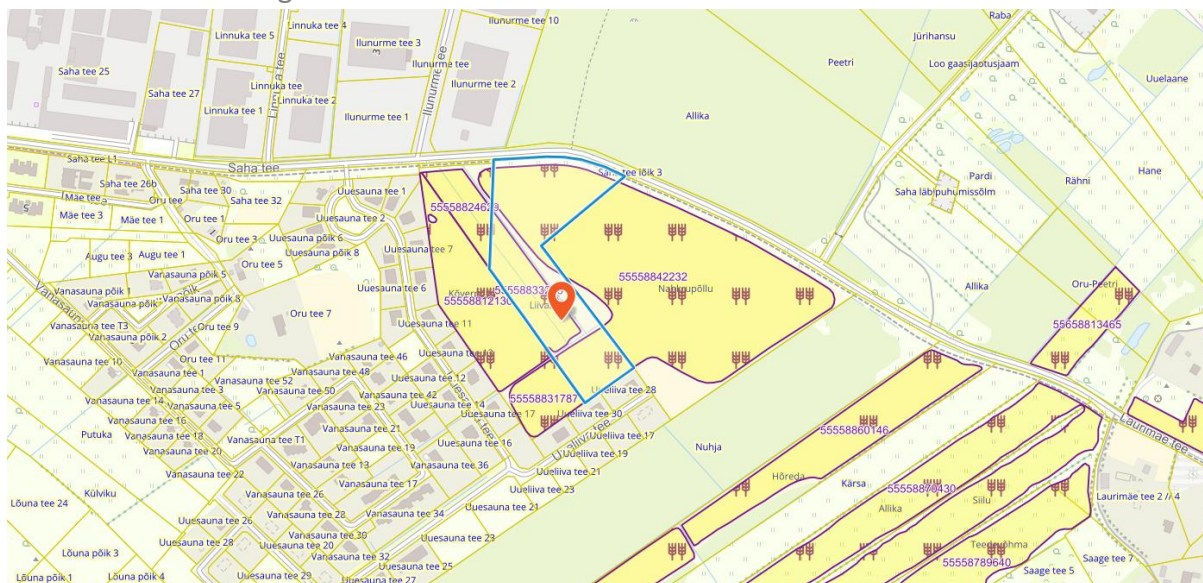 Ilunurme tee 10
Raba
Linnuka tee 4
Linnuka tee 5
Ilunurme tee 3
Jürihansu
Ilunurme tee
Peetri
Loo gaasijaotusjaam
Saha tee 25
Uuelaane
Linnuka tee
Ilunurme tee 2
Saha tee 27
Linnuka tee 2
Linnuka tee 1
Ilunurme tee 1
Allika
Linnuka tee
Ilunurme tee
Saha tee L1
Saha tee
Saha tee lõik 3
Hane
Saha tee 26b
Saha tee 30
Pardi
Rähni
Mäe tee
Oru tee
Uuesauna tee 1
Saha tee 32
Saha läbipuhumissõlm
S
Mäe tee 3
Mäe tee 1
Oru tee 1
Uuesauna tee 2
55558824629
Oru tee 3
Uuesauna põik 6
Augu tee 3
Augu tee 1
Uuesauna tee 7
Uuesauna põik 8
Oru tee 5
55558842232
Vanasauna põik 5
Uuesauna tee 6
Nahkupõllu
Allika
Oru-Peetri
Vanasauna põik
Vanasauna põik 8
55558812130
Vanasauna tee T3
Oru tee 9
Oru tee 7
55658813465
Vanasauna põik 2
Uuesauna tee 11
Vanasauna tee 10
Oru tee 11
Vanasauna tee 46
Vanasauna tee 1
Vanasauna tee 48
Vanasauna tee 52
Uuesauna tee 12
Uueliiva tee 28
Vanasauna tee 3
Vanasauna tee 50
Vanasauna tee 42
55558831787
Vanasauna tee 14
Vanasauna tee 5
Vanasauna tee 23
Uuesauna tee 14
Uuesauna tee 17
Uueliiva tee 30
Vanasauna tee 16
Vanasauna tee 21
Laurimäe tee
Putuka
Vanasauna tee 18
Vanasauna tee T1
Uueliiva tee 17
55558860146
Vanasauna tee 20
Vanasauna tee 19
Uuesauna tee 16
Uueliiva tee 19
Nuhja
Vanasauna tee 13
Vanasauna tee 36
Vanasauna tee 22
Uueliiva tee 21
Hõreda
Kärsa
Vanasauna tee 17
Uueliiva tee 23
55558870430
Külviku
Vanasauna tee 26
Siilu
Laurimäe tee 2 // 4
Lõuna tee 24
Uuesauna tee 21
Allika
Uuesauna tee 26
Vanasauna tee 28
Vanasauna tee 34
Uuesauna tee 28
Vanasauna tee 30
Uuesauna tee 23
Lõuna põik 3
Uuesauna tee 20
Vanasauna tee 32
Saage tee 7
Uuesauna tee 25
55558789640
Lõuna põik 1
Lõuna põik 4
Uuesauna tee 29
Uuesauna tee 27
Saage tee 5